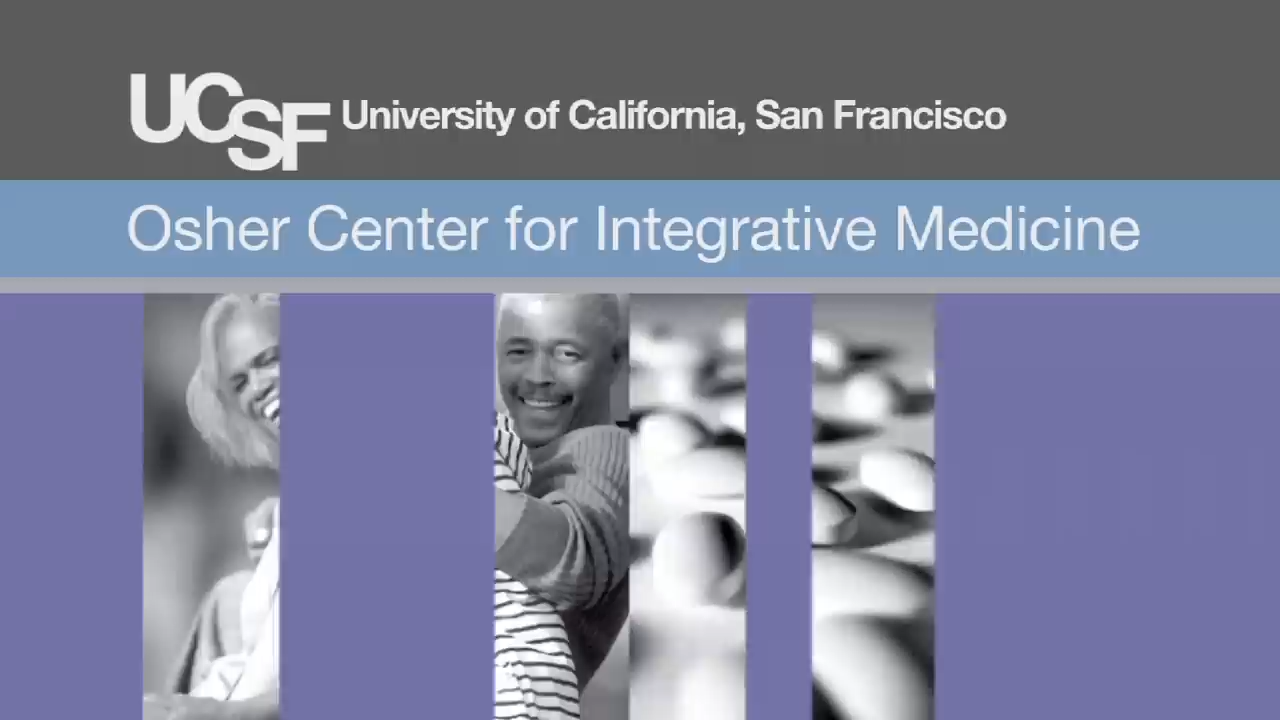 UCSF University of California, San Francisco
Osher Center for Integrative Medicine